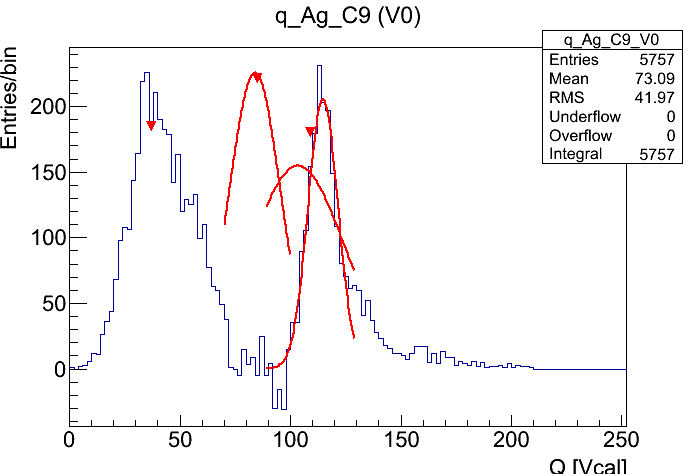 q_Ag_C9 (V0)
q_Ag_C9_V0
Entries 5757
Mean 73.09
RMS 41.97
Underflow 0
Overflow 0
Integral 5757
Entries/bin
200
150
100
50
0
0 50 100 150 200 250
Q [Vcal]